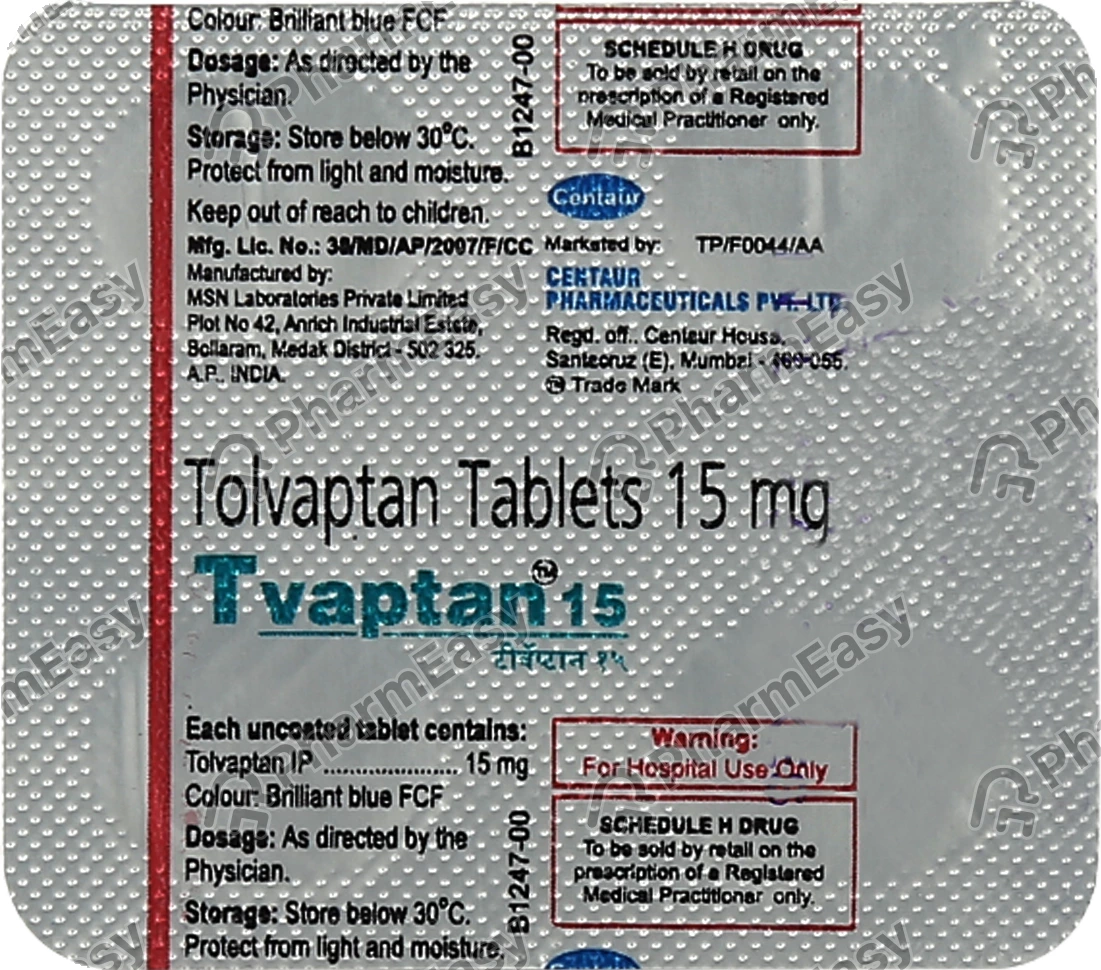 Colour: Brilliant blue FCF
Dosage: As directed by the
Physician.
Storage: Store below 30°C.
Protect from light and moisture.
Keep out of reach to children.
Mfg. Lic. No.: 38/MD/AP/2007/F/CC
Manufactured by:
MSN Laboratories Private Limited
Plot No 42, Anrich Industrial Estate,
Bollaram, Medak District - 502 325.
A.P., INDIA.
B1247-00
SCHEDULE H DRUG
To be sold by retail on the
prescription of a Registered
Medical Practitioner only.
Centaur
Marketed by: TP/F0044/AA
CENTAUR
PHARMACEUTICALS PVT. LTD.
Regd. off.. Centaur House,
Santacruz (E), Mumbai - 400-055.
TM Trade Mark
Tolvaptan Tablets 15 mg
Tvaptan™ 15
टीवॅप्टान १५
Each uncoated tablet contains:
Tolvaptan IP .................... 15 mg
Colour: Brilliant blue FCF
Dosage: As directed by the
Physician.
Storage: Store below 30°C.
Protect from light and moisture.
B1247-00
Warning:
For Hospital Use Only
SCHEDULE H DRUG
To be sold by retail on the
prescription of a Registered
Medical Practitioner only.
PharmEasy